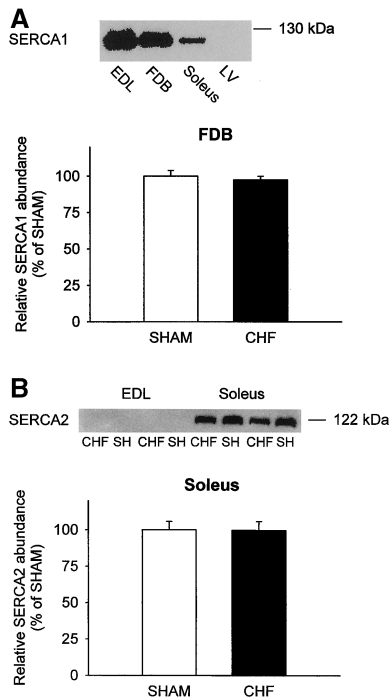 A
SERCA1
130 kDa
EDL FDB Soleus LV
FDB
Relative SERCA1 abundance
(% of SHAM)
100
75
50
25
0
SHAM CHF
B
EDL Soleus
SERCA2
122 kDa
CHF SH CHF SH CHF SH CHF SH
Soleus
Relative SERCA2 abundance
(% of SHAM)
100
75
50
25
0
SHAM CHF